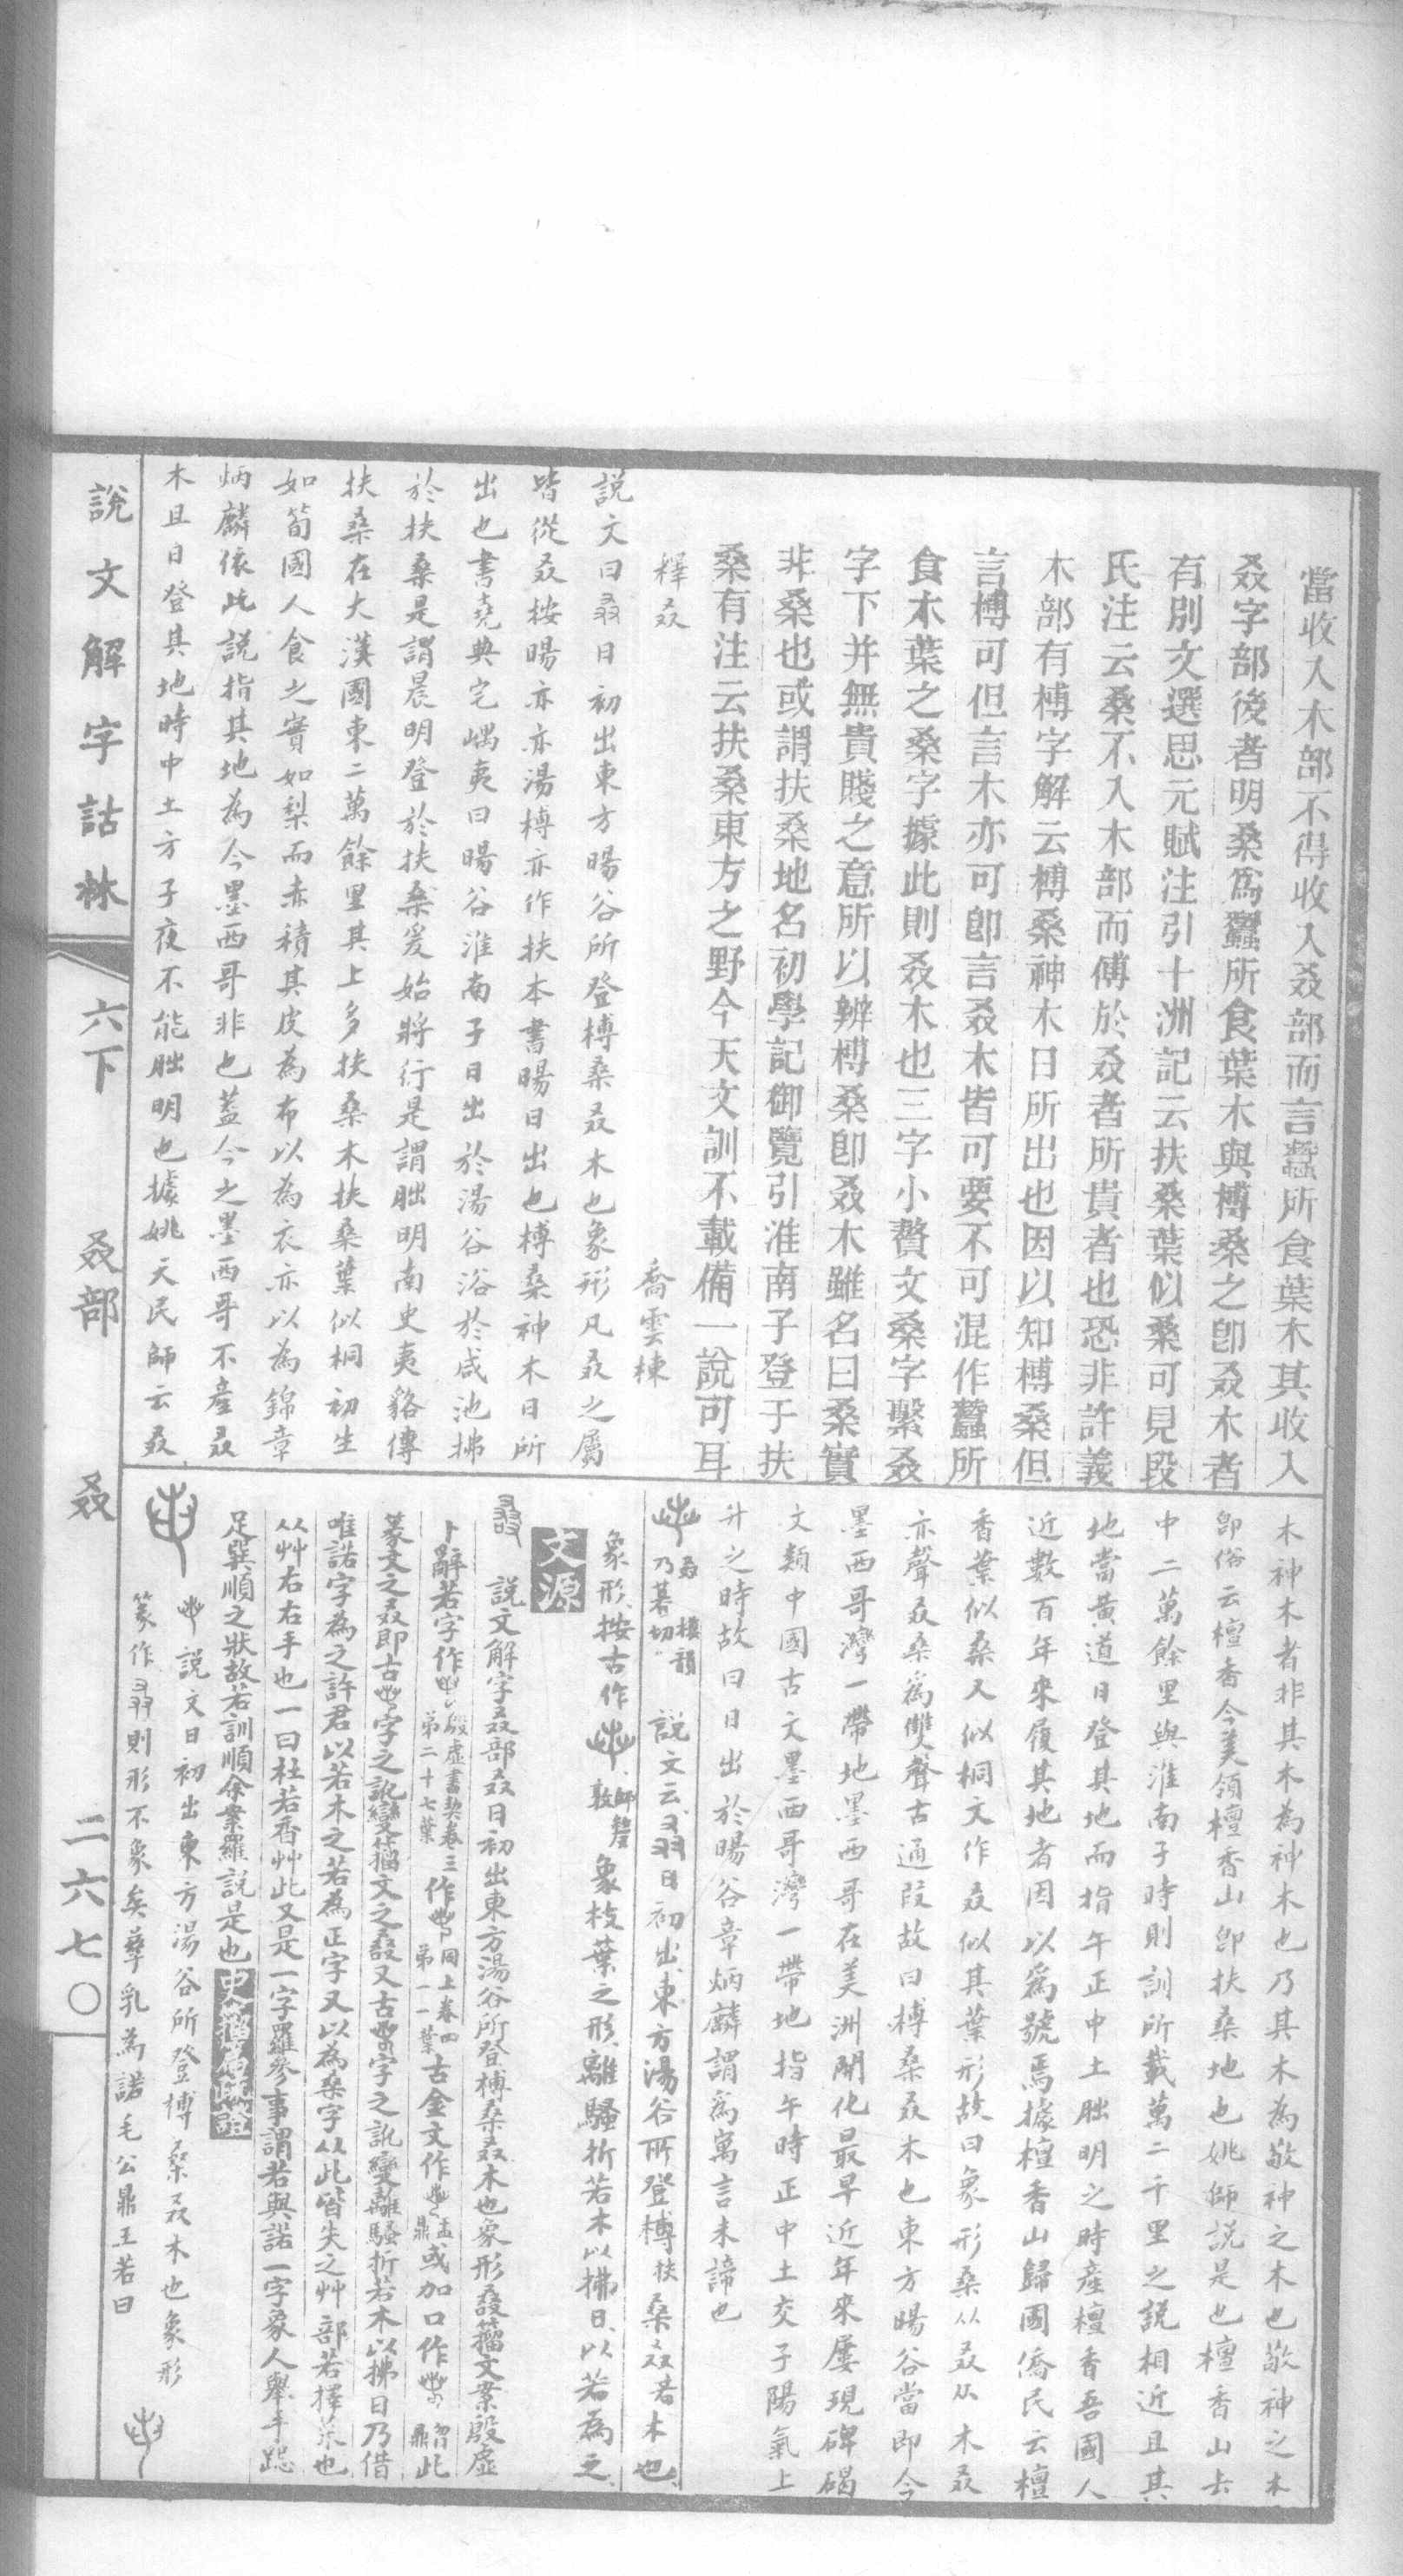 當收入木部不得收入叒部而言蠶所食葉木其收入
叒字部後者明桑爲蠶所食葉木與榑桑之卽叒木者
有別文選思元賦注引十洲記云扶桑葉似桑可見段
氏注云桑不入木部而傅於叒者所貴者也恐非許義
木部有榑字解云榑桑神木日所出也因以知榑桑但
言榑可但言木亦可卽言叒木皆可要不可混作蠶所
食木葉之桑字據此則叒木也三字小贅文桑字繫叒
字下并無貴賤之意所以辨榑桑卽叒木雖名曰桑實
非桑也或謂扶桑地名初學記御覽引淮南子登于扶
桑有注云扶桑東方之野今天文訓不載備一說可耳
釋叒 喬雲棟
説文曰叒日初出東方暘谷所登榑桑叒木也象形凡叒之屬
皆從叒按暘亦亦湯榑亦作扶本書暘日出也榑桑神木日所
出也書堯典宅嵎夷曰暘谷淮南子日出於湯谷浴於咸池拂
於扶桑是謂晨明登於扶桑爰始將行是謂朏明南史夷貉傳
扶桑在大漢國東二萬餘里其上多扶桑木扶桑葉似桐初生
如筍國人食之實如梨而赤積其皮為布以為衣亦以為錦章
炳麟依此説指其地為今墨西哥非也蓋今之墨西哥不產叒
木且日登其地時中土方子夜不能朏明也據姚天民師云叒
木神木者非其木為神木也乃其木為敬神之木也敬神之木
卽俗云檀香今美領檀香山卽扶桑地也姚師説是也檀香山去
中二萬餘里與淮南子時則訓所載萬二千里之説相近且其
地當黄道日登其地而指午正中土朏明之時產檀香吾國人
近數百年來履其地者因以爲號焉據檀香山歸國僑民云檀
香葉似桑又似桐文作叒似其葉形故曰象形桑从叒从木叒
亦聲叒桑爲雙聲古通叚故曰榑桑叒木也東方暘谷當即今
墨西哥灣一帶地墨西哥在美洲開化最早近年來屢現碑碣
文類中國古文墨西哥灣一帶地指午時正中土交子陽氣上
升之時故曰日出於暘谷章炳麟謂爲寓言未諦也
叒 模韻 乃莫切 説文云叒日初出東方湯谷所登榑扶桑叒若木也
象形按古作 師𣪘敦 象枝葉之形離騷折若木以拂日以若為之
文源
説文解字叒部叒日初出東方湯谷所登榑桑叒木也象形籀文案殷虛
卜辭若字作 殷虛書契卷三第二十七葉 作 同上卷四第一一葉 古金文作 盂鼎 或加口作 智鼎 此
篆文之叒即古字之訛變籀文之又古字之訛變離騷折若木以拂日乃借
唯諾字為之許君以若木之若為正字又以為桑字从此皆失之艸部若擇菜也
从艸右右手也一曰杜若香艸此又是一字羅參事謂若與諾一字象人舉手跽
足巽順之狀故若訓順余案羅説是也 史籀篇疏證
説文日初出東方湯谷所登榑桑叒木也象形
篆作叒則形不象矣孳乳為諾毛公鼎王若曰
說文解字詁林 六下 叒部 叒 二六七〇